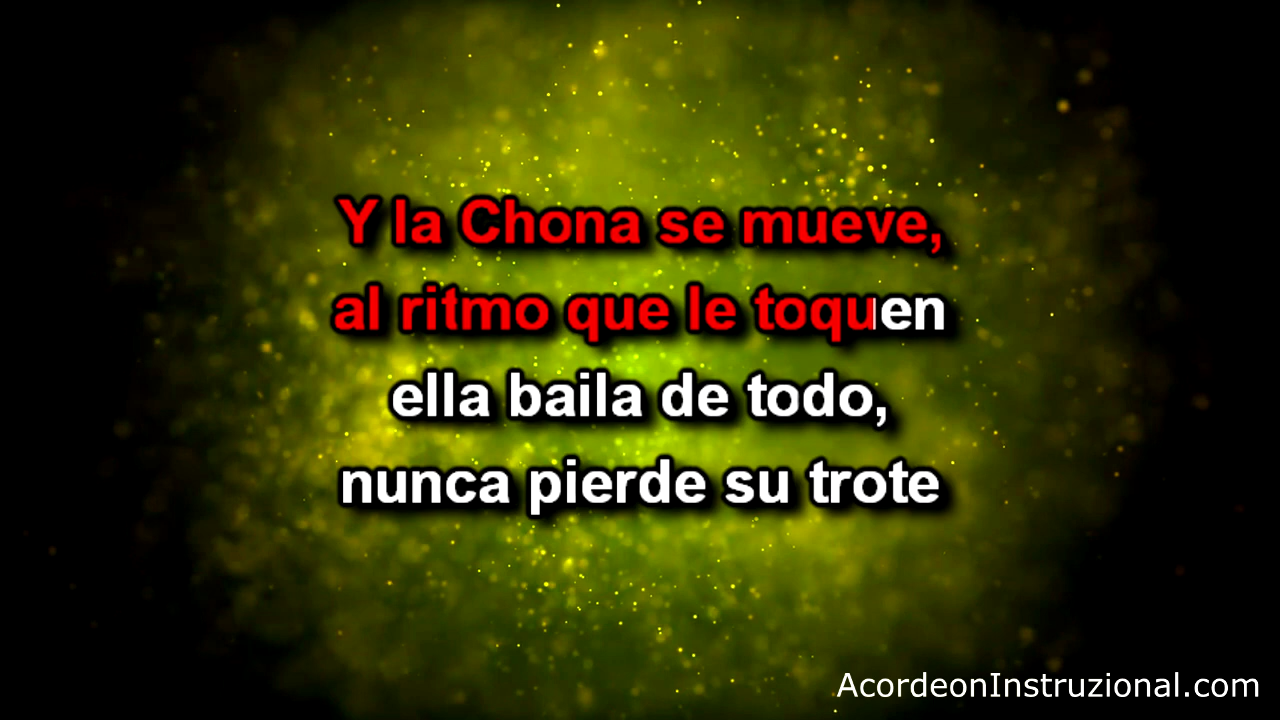 Y la Chona se mueve,
al ritmo que le toquen
ella baila de todo,
nunca pierde su trote
AcordeonInstruzional.com